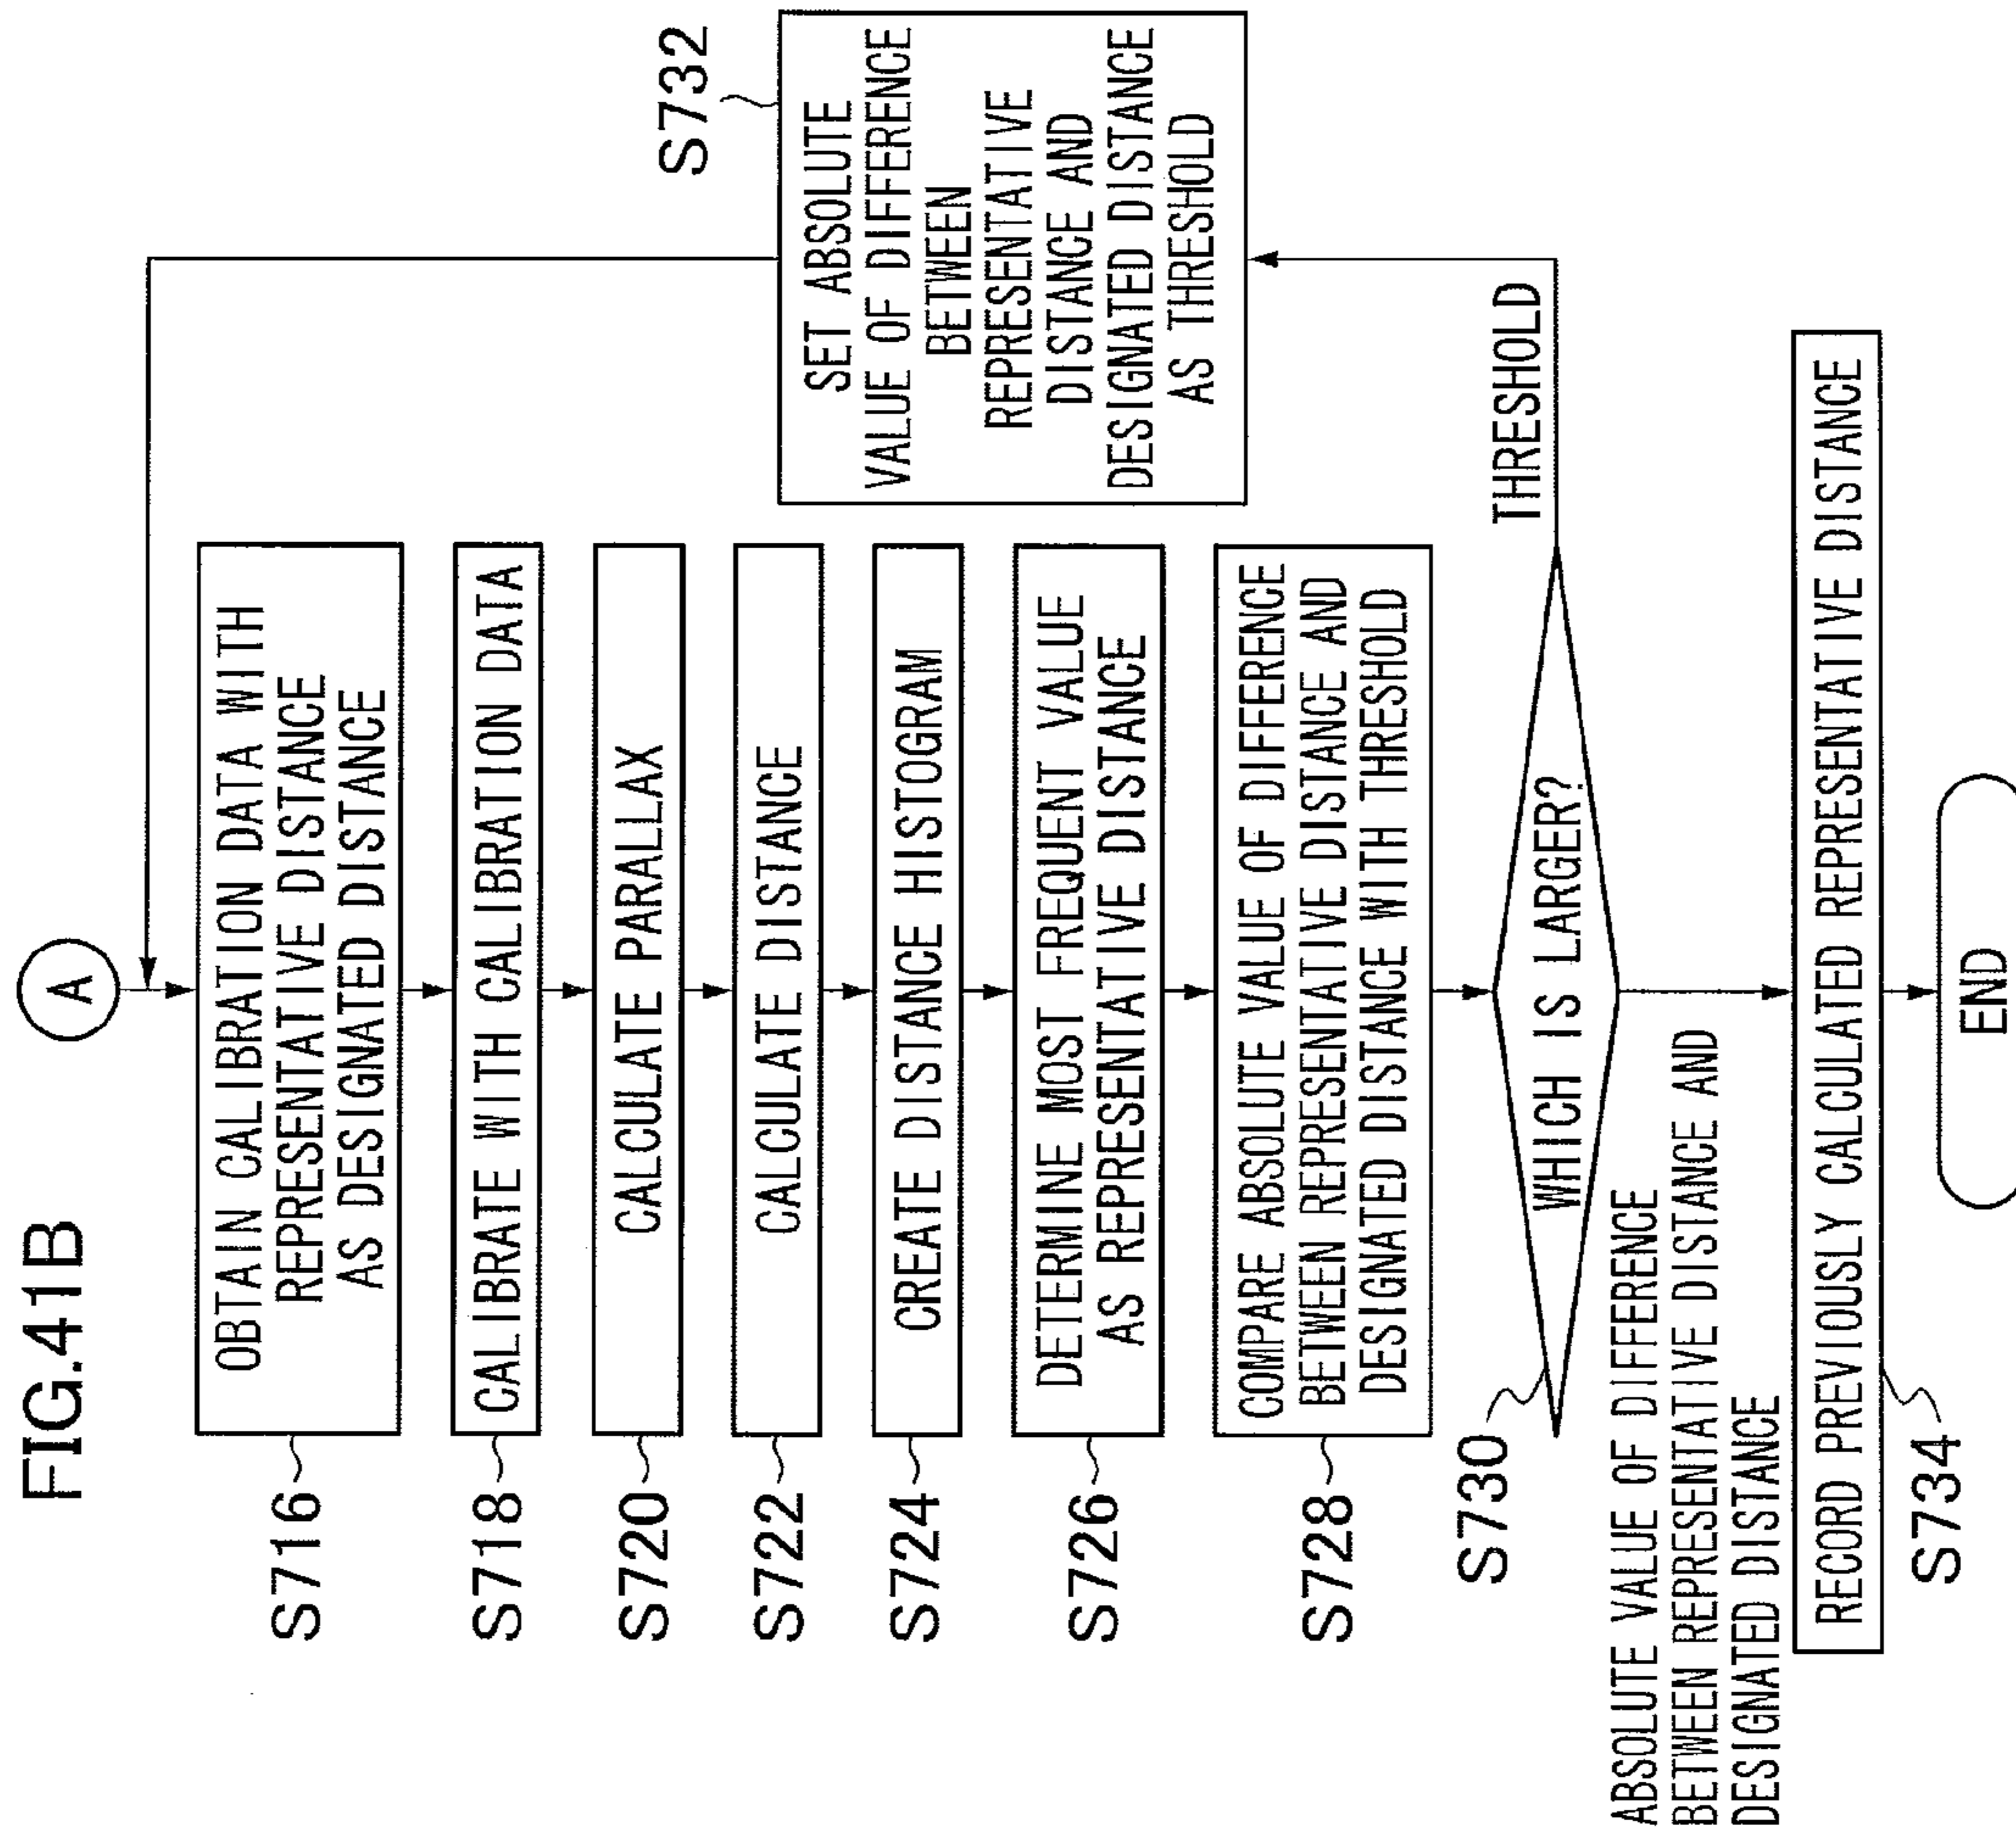 FIG.41B
A
S716
OBTAIN CALIBRATION DATA WITH
REPRESENTATIVE DISTANCE
AS DESIGNATED DISTANCE
S718
CALIBRATE WITH CALIBRATION DATA
S720
CALCULATE PARALLAX
S722
CALCULATE DISTANCE
S724
CREATE DISTANCE HISTOGRAM
S726
DETERMINE MOST FREQUENT VALUE
AS REPRESENTATIVE DISTANCE
S728
COMPARE ABSOLUTE VALUE OF DIFFERENCE
BETWEEN REPRESENTATIVE DISTANCE AND
DESIGNATED DISTANCE WITH THRESHOLD
S730
WHICH IS LARGER?
THRESHOLD
S732
SET ABSOLUTE
VALUE OF DIFFERENCE
BETWEEN
REPRESENTATIVE
DISTANCE AND
DESIGNATED DISTANCE
AS THRESHOLD
ABSOLUTE VALUE OF DIFFERENCE
BETWEEN REPRESENTATIVE DISTANCE AND
DESIGNATED DISTANCE
RECORD PREVIOUSLY CALCULATED REPRESENTATIVE DISTANCE
S734
END